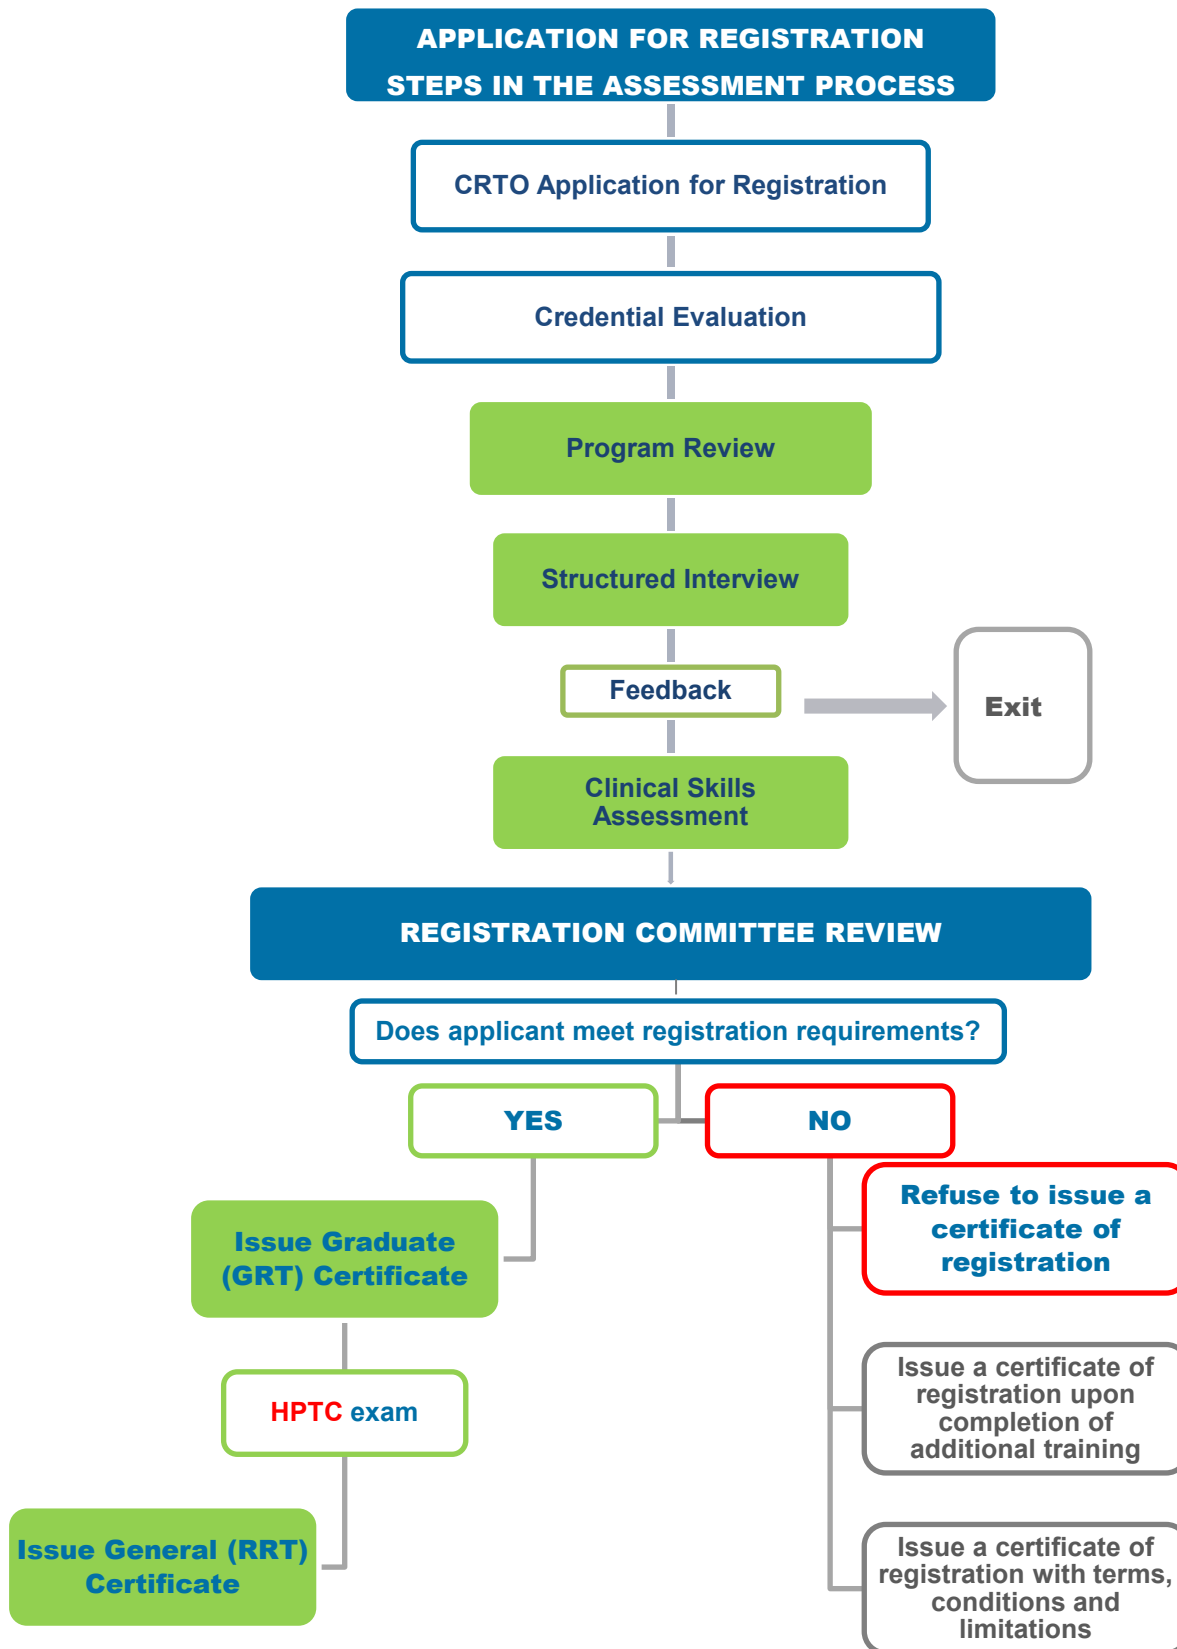 APPLICATION FOR REGISTRATION
STEPS IN THE ASSESSMENT PROCESS
CRTO Application for Registration
Credential Evaluation
Program Review
Structured Interview
Feedback
Exit
Clinical Skills
Assessment
REGISTRATION COMMITTEE REVIEW
Does applicant meet registration requirements?
YES
NO
Refuse to issue a
certificate of
registration
Issue Graduate
(GRT) Certificate
Issue a certificate of
registration upon
completion of
additional training
HPTC exam
Issue General (RRT)
Certificate
Issue a certificate of
registration with terms,
conditions and
limitations